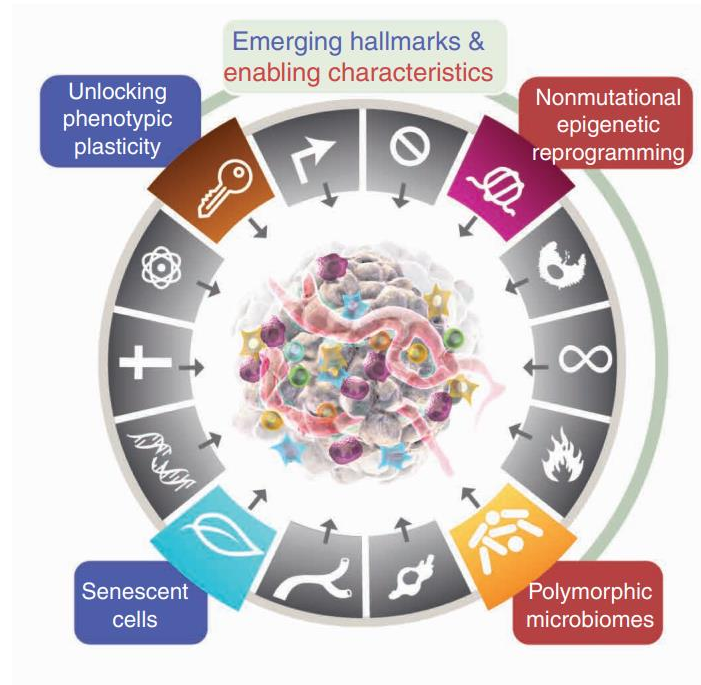 Emerging hallmarks &
enabling characteristics
Unlocking
phenotypic
plasticity
Nonmutational
epigenetic
reprogramming
Senescent
cells
Polymorphic
microbiomes